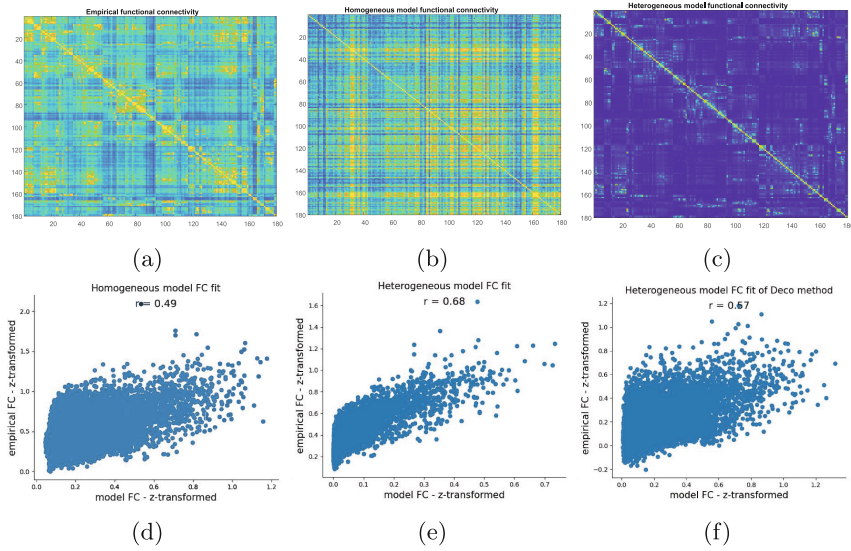 Empirical functional connectivity
Homogeneous model functional connectivity
Heterogeneous model functional connectivity
20
40
60
80
100
120
140
160
180
20 40 60 80 100 120 140 160 180
20
40
60
80
100
120
140
160
180
20 40 60 80 100 120 140 160 180
20
40
60
80
100
120
140
160
180
20 40 60 80 100 120 140 160 180
(a)
(b)
(c)
Homogeneous model FC fit
r = 0.49
empirical FC - z-transformed
2.0
1.5
1.0
0.5
0.0
0.0 0.2 0.4 0.6 0.8 1.0 1.2
model FC - z-transformed
Heterogeneous model FC fit
r = 0.68
empirical FC - z-transformed
1.6
1.4
1.2
1.0
0.8
0.6
0.4
0.2
0.0 0.1 0.2 0.3 0.4 0.5 0.6 0.7
model FC - z-transformed
Heterogeneous model FC fit of Deco method
r = 0.57
empirical FC - z-transformed
1.2
1.0
0.8
0.6
0.4
0.2
0.0
−0.2
0.0 0.2 0.4 0.6 0.8 1.0 1.2
model FC - z-transformed
(d)
(e)
(f)